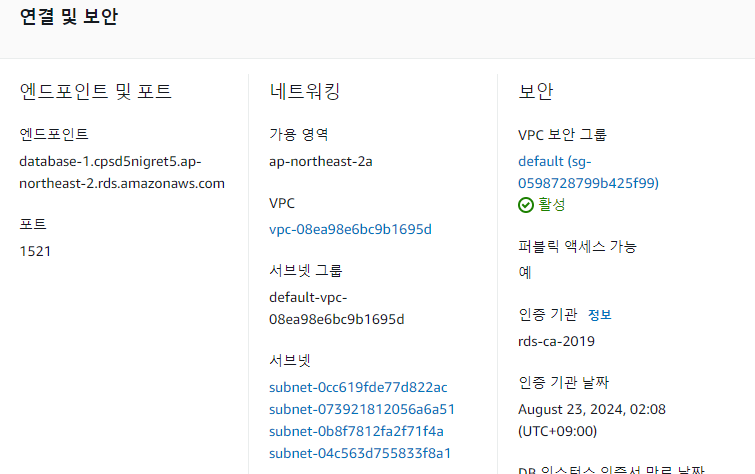 연결 및 보안
엔드포인트 및 포트
엔드포인트
database-1.cpsd5nigret5.ap-
northeast-2.rds.amazonaws.com
포트
1521
네트워킹
가용 영역
ap-northeast-2a
VPC
vpc-08ea98e6bc9b1695d
서브넷 그룹
default-vpc-
08ea98e6bc9b1695d
서브넷
subnet-0cc619fde77d822ac
subnet-073921812056a6a51
subnet-0b8f7812fa2f71f4a
subnet-04c563d755833f8a1
보안
VPC 보안 그룹
default (sg-
0598728799b425f99)
활성
퍼블릭 액세스 가능
예
인증 기관 정보
rds-ca-2019
인증 기관 날짜
August 23, 2024, 02:08
(UTC+09:00)
DB 인스턴스 인증서 만료 날짜